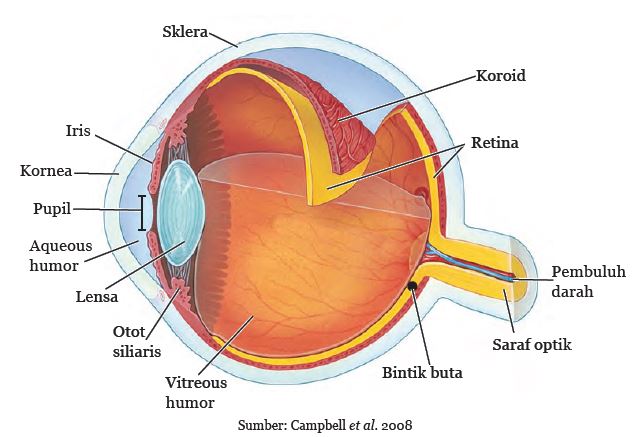 Sklera
Koroid
Iris
Retina
Kornea
Pupil
Aqueous
humor
Pembuluh
darah
Lensa
Otot
siliaris
Saraf optik
Bintik buta
Vitreous
humor
Sumber: Campbell et al. 2008